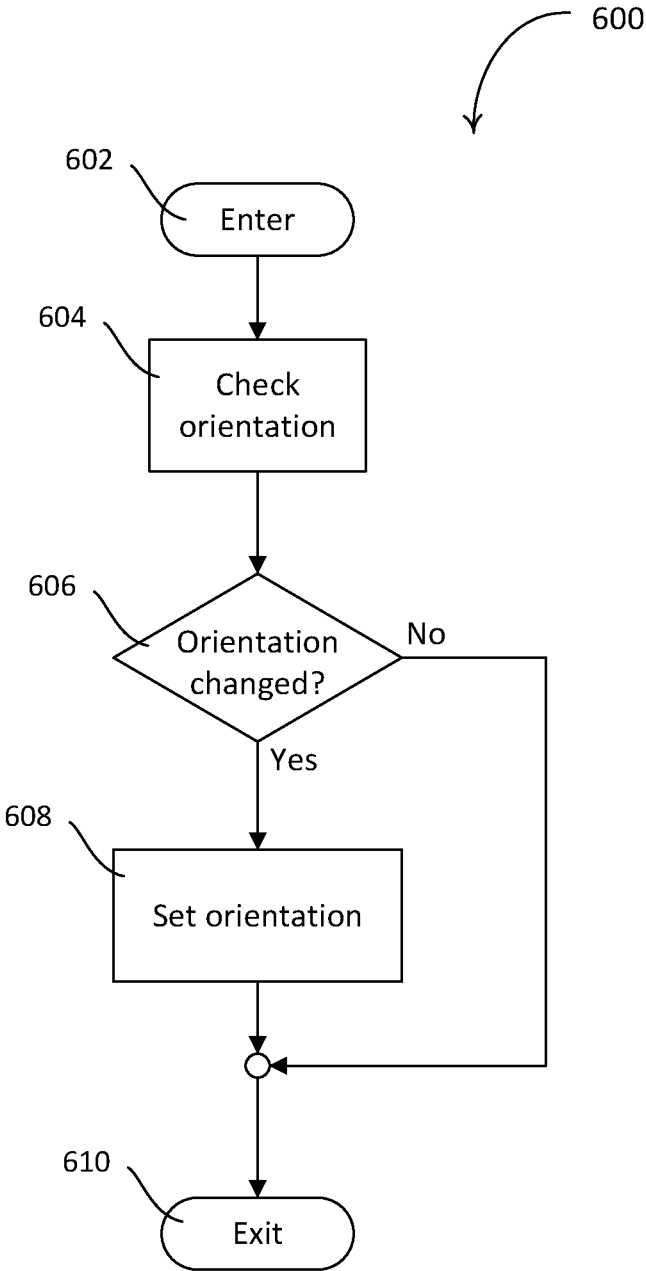 600
602
Enter
604
Check
orientation
606
Orientation
changed?
No
Yes
608
Set orientation
610
Exit